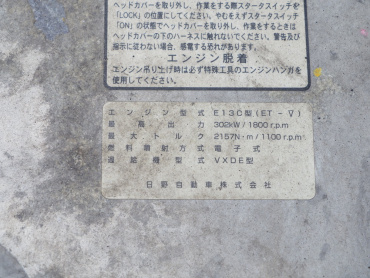 ヘッドカバーを取り外し、作業をする際スタータスイッチを
「LOCK」の位置にしてください。やむをえずスタータスイッチ
「ON」の状態でヘッドカバーを取り外し、作業をするときは
ヘッドカバーの下のハーネスに触れないでください。警告及び
指示に従わない場合、感電する恐れがあります。
エンジン脱着
エンジン吊り上げ時は必ず特殊工具のエンジンハンガを
使用してください。
エンジン型式 E13C型(ET-Ⅴ)
最高出力 302kW/1800r.p.m
最大トルク 2157N・m/1100r.p.m
燃料噴射方式 電子式
過給機型式 VXDE型
日野自動車株式会社